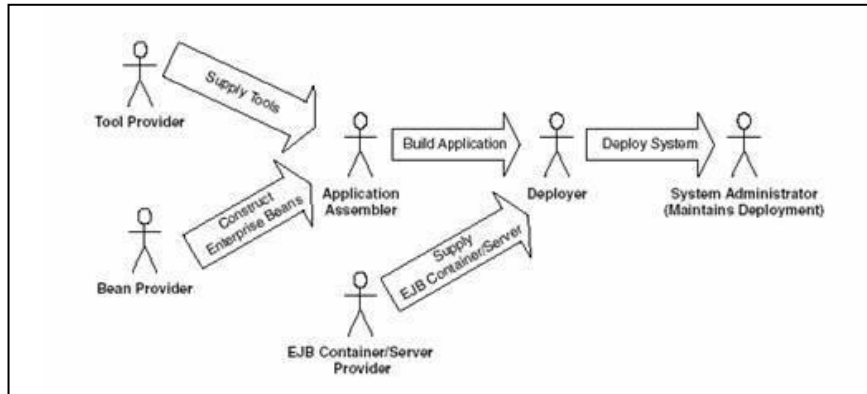 Supply Tools
Tool Provider
Construct
Enterprise Beans
Bean Provider
Application
Assembler
Build Application
Supply
EJB Container/Server
EJB Container/Server
Provider
Deployer
Deploy System
System Administrator
(Maintains Deployment)